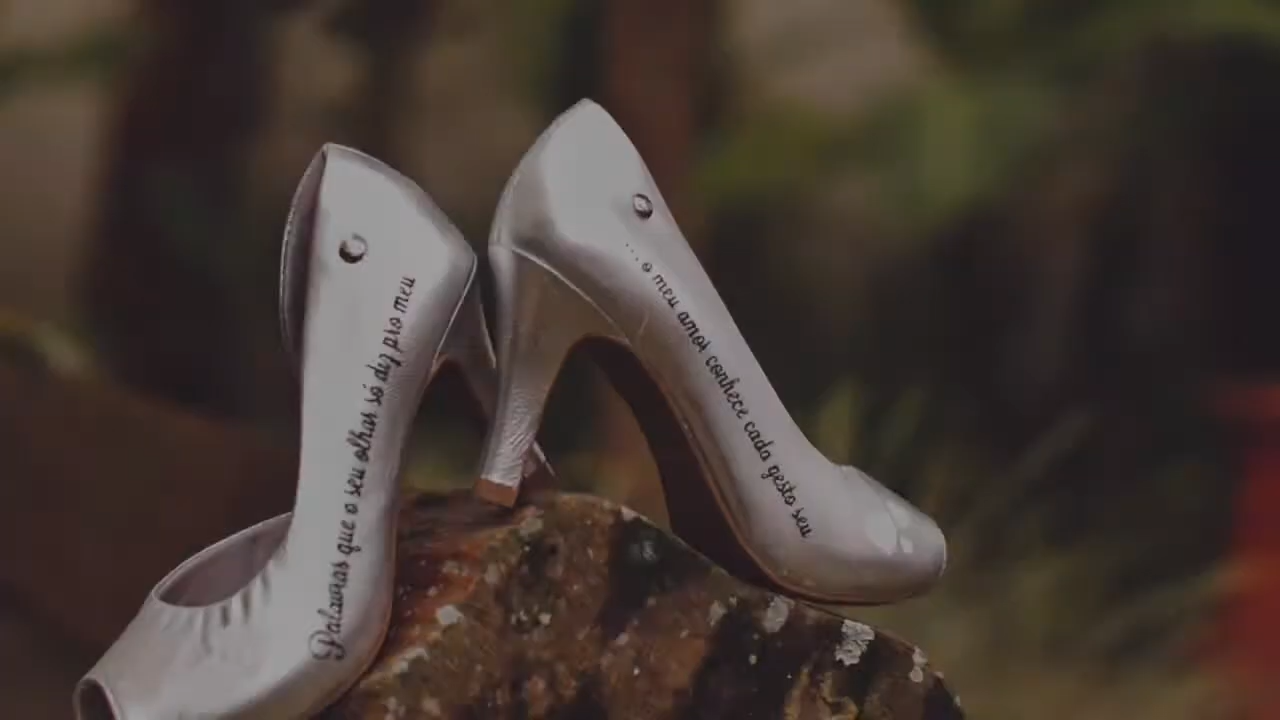 Palavras que o seu olhar só diz pro meu
... o meu amor conhece cada gesto seu